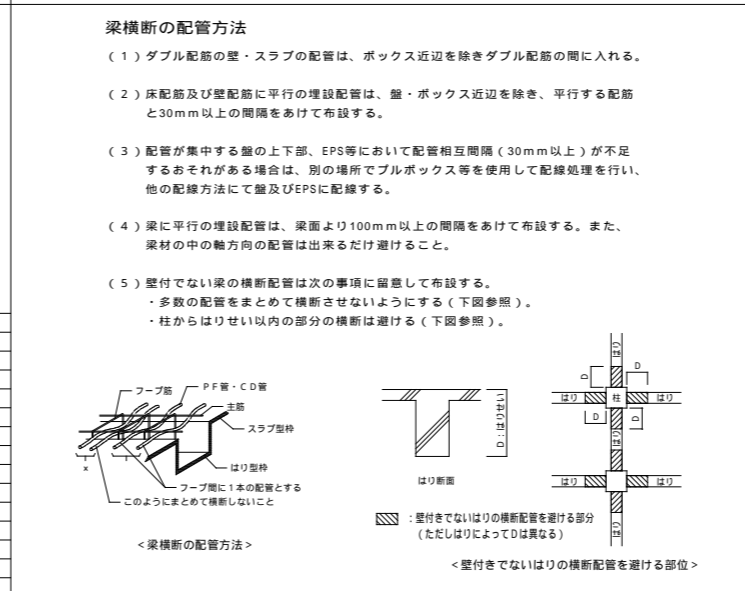 梁横断の配管方法
(1)ダブル配筋の壁・スラブの配管は、ボックス近辺を除きダブル配筋の間に入れる。
(2)床配筋及び壁配筋に平行の埋設配管は、盤・ボックス近辺を除き、平行する配筋
と30mm以上の間隔をあけて布設する。
(3)配管が集中する盤の上下部、EPS等において配管相互間隔(30mm以上)が不足
するおそれがある場合は、別の場所でプルボックス等を使用して配線処理を行い、
他の配線方法にて盤及びEPSに配線する。
(4)梁に平行の埋設配管は、梁面より100mm以上の間隔をあけて布設する。また、
梁材の中の軸方向の配管は出来るだけ避けること。
(5)壁付でない梁の横断配管は次の事項に留意して布設する。
・多数の配管をまとめて横断させないようにする(下図参照)。
・柱からはりせい以内の部分の横断は避ける(下図参照)。
フープ筋
PF管・CD管
主筋
スラブ型枠
はり型枠
フープ間に1本の配管とする
このようにまとめて横断しないこと
x
<梁横断の配管方法>
D:はりせい
はり断面
:壁付きでないはりの横断配管を避ける部分
(ただしはりによってDは異なる)
はり
D
D
はり
柱
はり
D
D
はり
はり
はり
はり
<壁付きでないはりの横断配管を避ける部位>